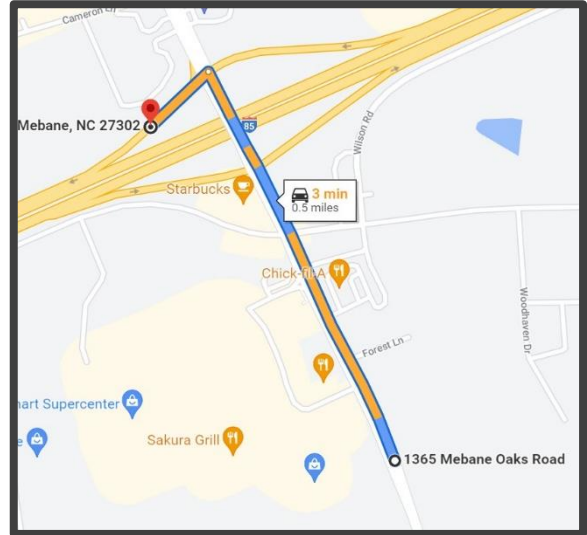 Cameron Ln
Mebane, NC 27302
85
Wilson Rd
Starbucks
3 min
0.5 miles
Chick-fil-A
Woodhaven Dr
Forest Ln
mart Supercenter
Sakura Grill
e
1365 Mebane Oaks Road